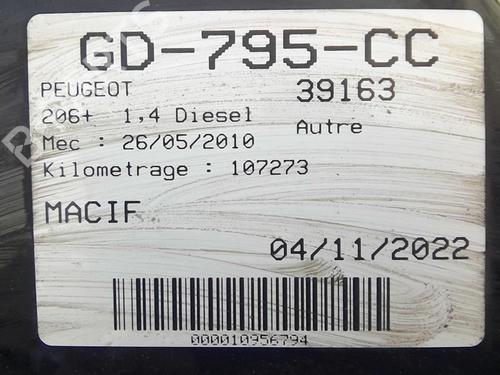 GD-795-CC
PEUGEOT 39163
206+ 1,4 Diesel
Autre
Mec : 26/05/2010
Kilometrage : 107273
MACIF
04/11/2022
000010956794